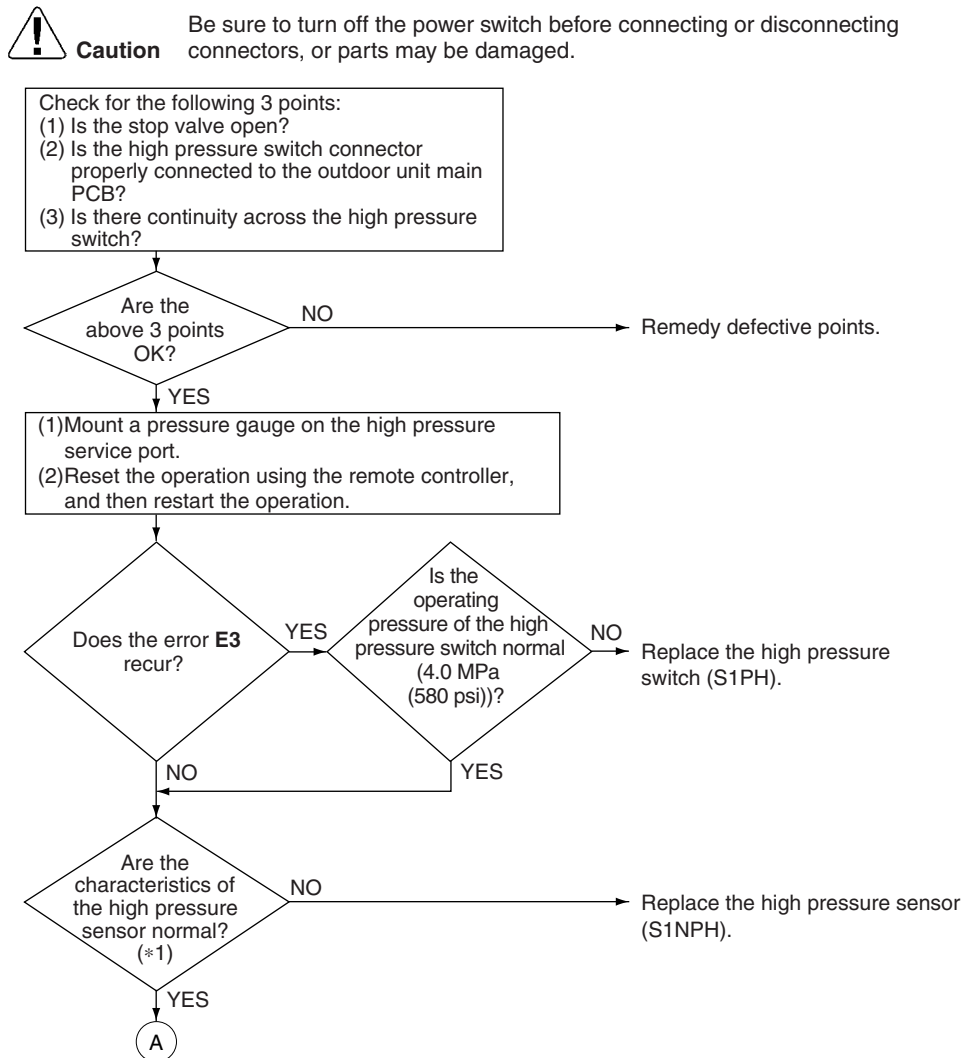 Be sure to turn off the power switch before connecting or disconnecting
Caution connectors, or parts may be damaged.
Check for the following 3 points:
(1) Is the stop valve open?
(2) Is the high pressure switch connector
properly connected to the outdoor unit main
PCB?
(3) Is there continuity across the high pressure
switch?
Are the
above 3 points
OK?
NO
Remedy defective points.
YES
(1)Mount a pressure gauge on the high pressure
service port.
(2)Reset the operation using the remote controller,
and then restart the operation.
Does the error E3
recur?
YES
Is the
operating
pressure of the high
pressure switch normal
(4.0 MPa
(580 psi))?
NO
Replace the high pressure
switch (S1PH).
NO
YES
Are the
characteristics of
the high pressure
sensor normal?
(*1)
NO
Replace the high pressure sensor
(S1NPH).
YES
A